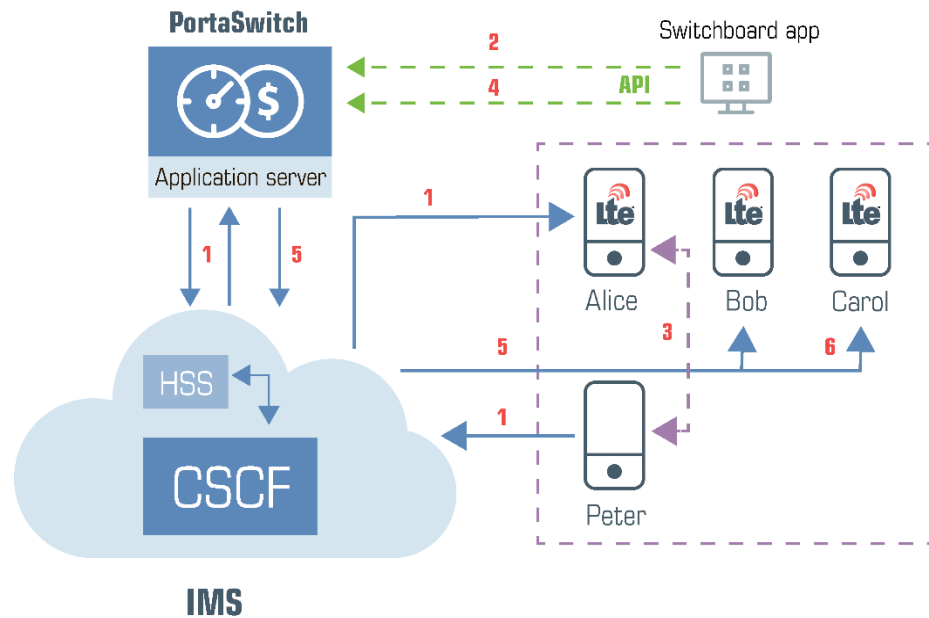 PortaSwitch
Switchboard app
2
API
4
$
Application server
1
5
1
Lte
Lte
Lte
Alice
Bob
Carol
3
5
6
HSS
1
CSCF
Peter
IMS